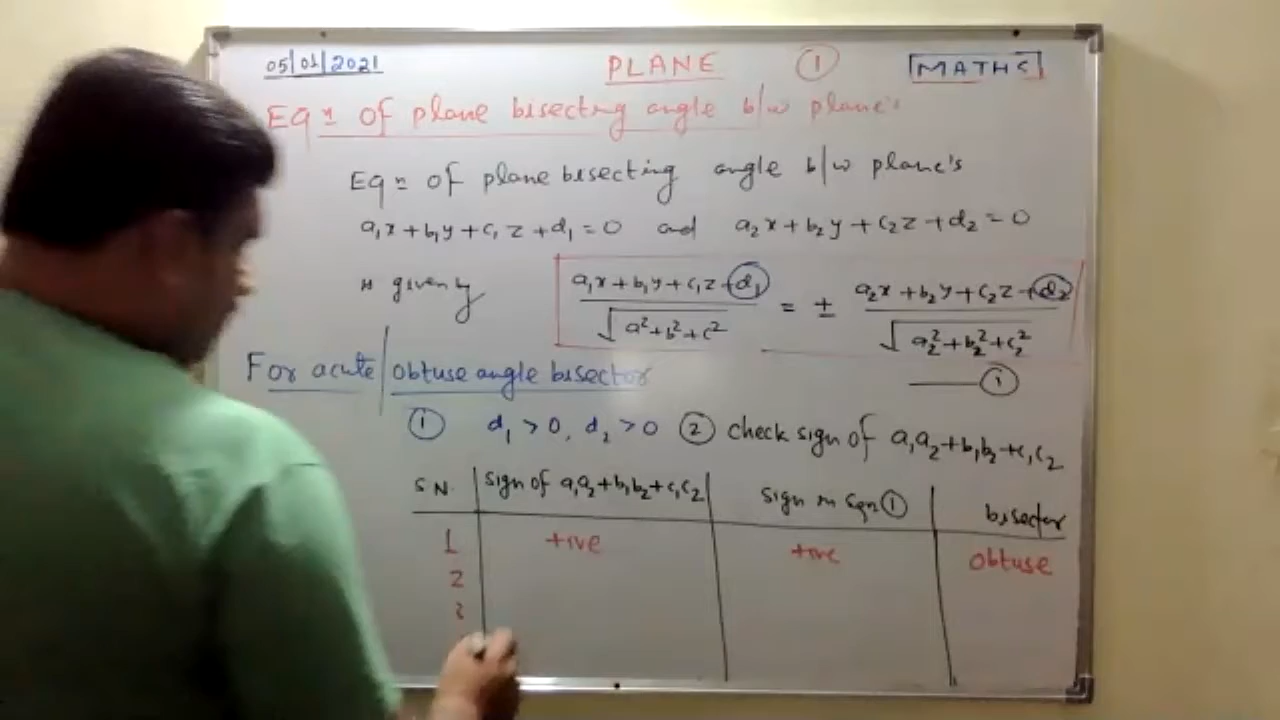 05/01/2021 PLANE ① MATHS
Eqn of plane bisecting angle b/w plane's
Eqn of plane bisecting angle b/w plane's
a₁x+b₁y+c₁z+d₁=0 and a₂x+b₂y+c₂z+d₂=0
is given by (a₁x+b₁y+c₁z+d₁)/√(a²+b²+c²) = ± (a₂x+b₂y+c₂z+d₂)/√(a₂²+b₂²+c₂²)
For acute/obtuse angle bisector ①
① d₁>0, d₂>0 ② check sign of a₁a₂+b₁b₂+c₁c₂
S N. sign of a₁a₂+b₁b₂+c₁c₂ sign in eqn ① bisector
1 +ive +ive obtuse
2
3